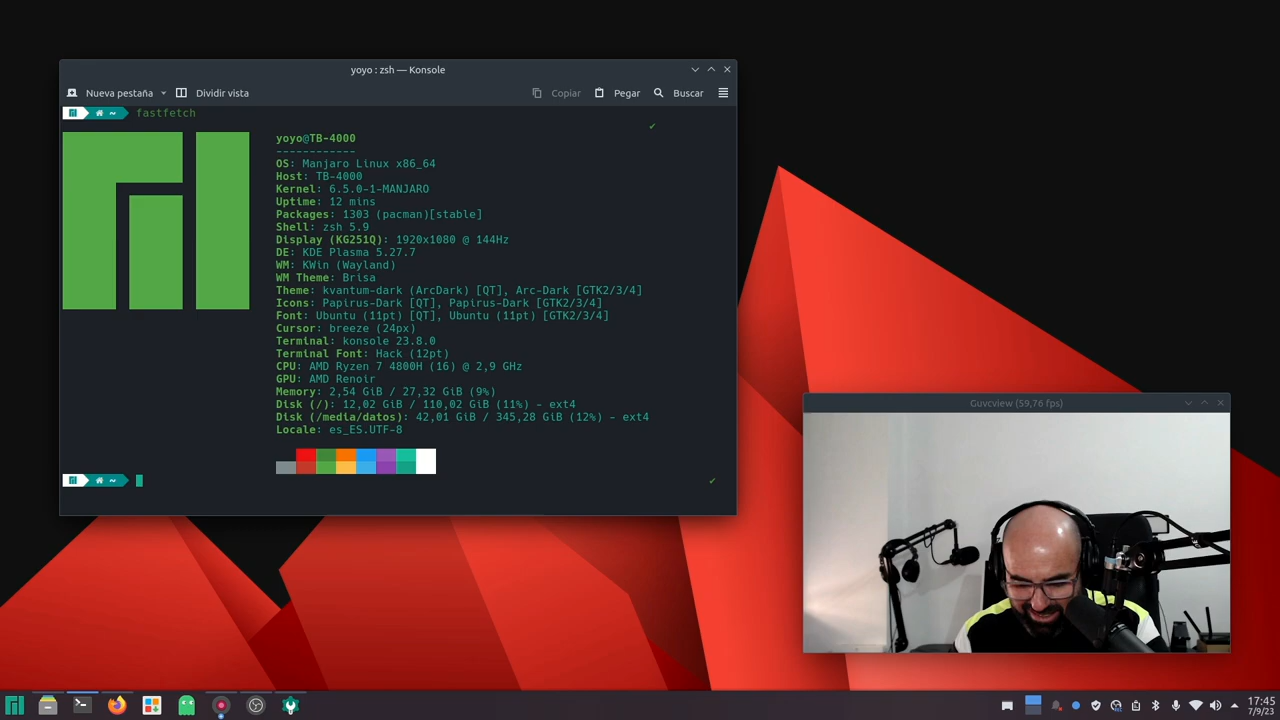 yoyo : zsh — Konsole
Nueva pestaña Dividir vista Copiar Pegar Buscar
~ fastfetch
yoyo@TB-4000
------------
OS: Manjaro Linux x86_64
Host: TB-4000
Kernel: 6.5.0-1-MANJARO
Uptime: 12 mins
Packages: 1303 (pacman)[stable]
Shell: zsh 5.9
Display (KG251Q): 1920x1080 @ 144Hz
DE: KDE Plasma 5.27.7
WM: KWin (Wayland)
WM Theme: Brisa
Theme: kvantum-dark (ArcDark) [QT], Arc-Dark [GTK2/3/4]
Icons: Papirus-Dark [QT], Papirus-Dark [GTK2/3/4]
Font: Ubuntu (11pt) [QT], Ubuntu (11pt) [GTK2/3/4]
Cursor: breeze (24px)
Terminal: konsole 23.8.0
Terminal Font: Hack (12pt)
CPU: AMD Ryzen 7 4800H (16) @ 2,9 GHz
GPU: AMD Renoir
Memory: 2,54 GiB / 27,32 GiB (9%)
Disk (/): 12,02 GiB / 110,02 GiB (11%) - ext4
Disk (/media/datos): 42,01 GiB / 345,28 GiB (12%) - ext4
Locale: es_ES.UTF-8
~
Guvcview (59,76 fps)
17:45
7/9/23